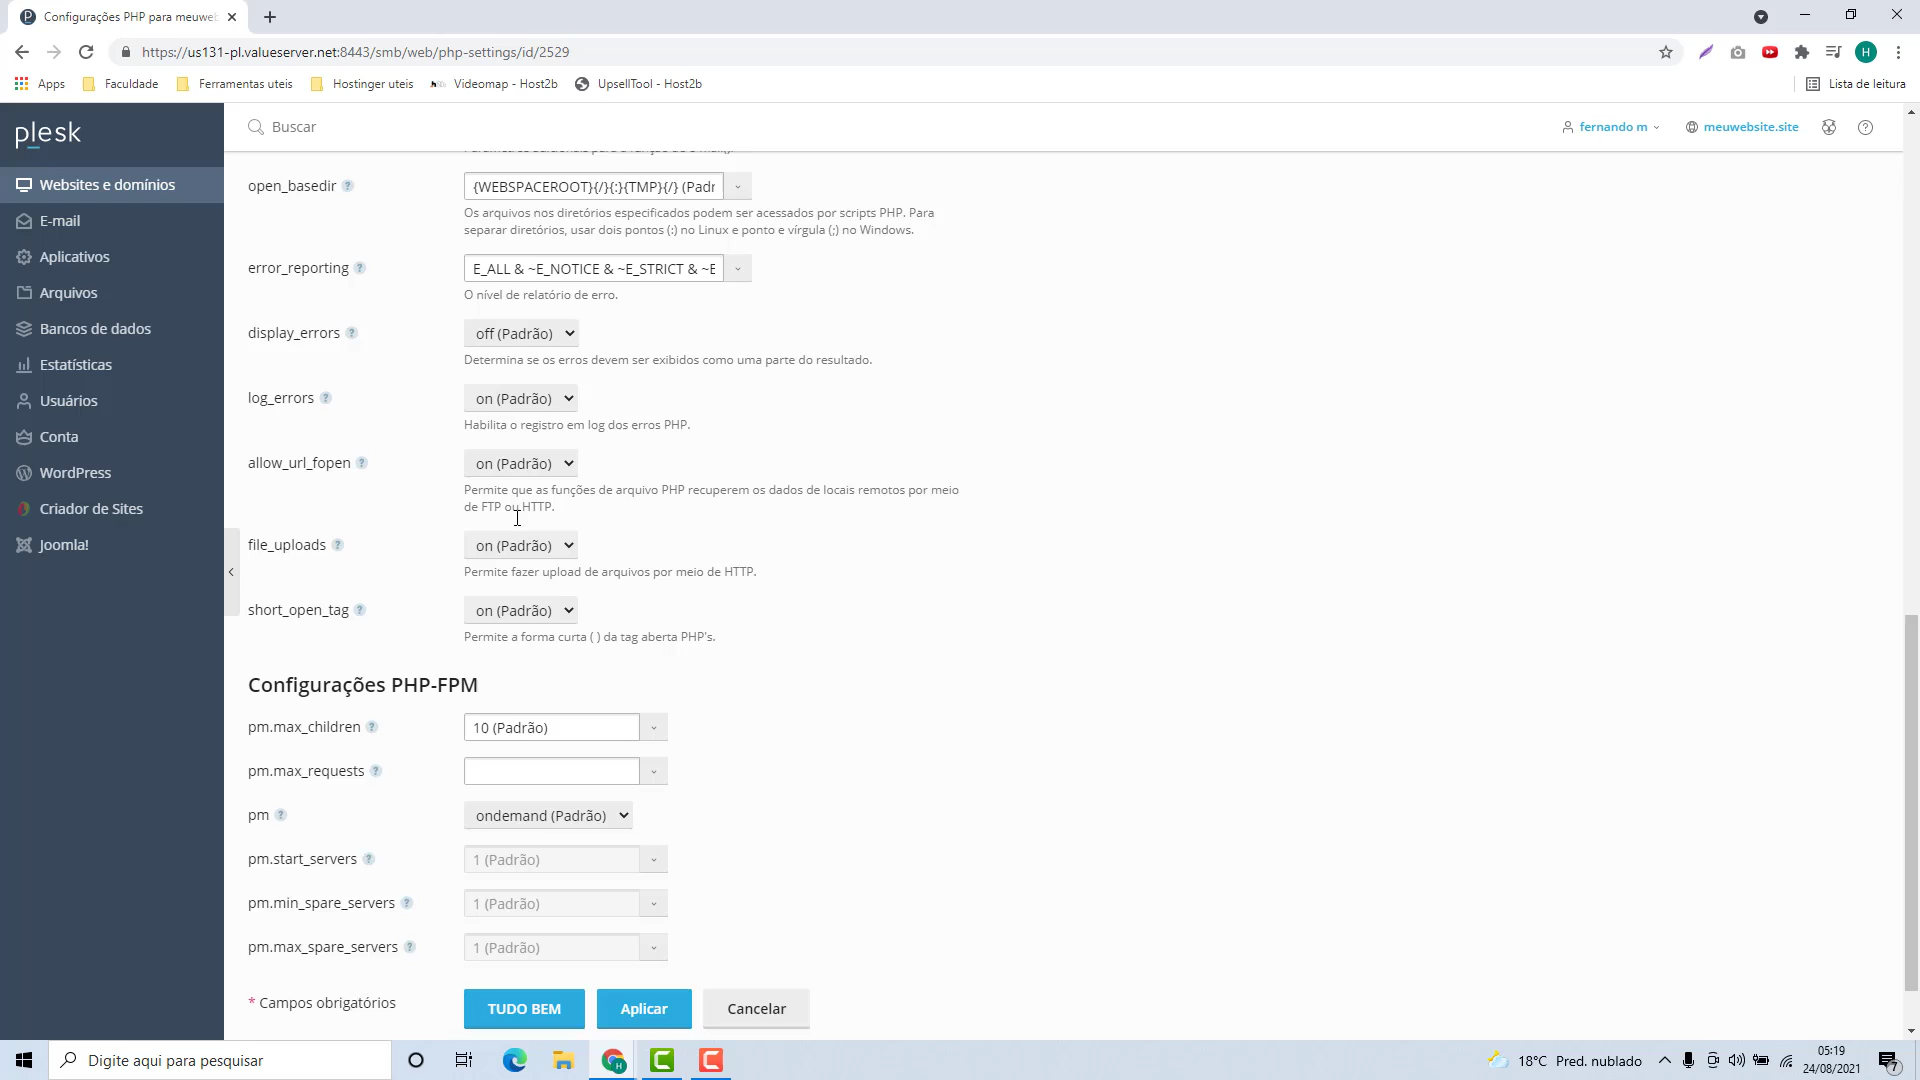 Configurações PHP para meuweb
https://us131-pl.valueserver.net:8443/smb/web/php-settings/id/2529
H
Apps
Faculdade
Ferramentas uteis
Hostinger uteis
Videomap - Host2b
UpsellTool - Host2b
Lista de leitura
plesk
Buscar
fernando m
meuwebsite.site
Websites e domínios
E-mail
Aplicativos
Arquivos
Bancos de dados
Estatísticas
Usuários
Conta
WordPress
Criador de Sites
Joomla!
open_basedir ?
{WEBSPACEROOT}{/}{:}{TMP}{/} (Padr
Os arquivos nos diretórios especificados podem ser acessados por scripts PHP. Para
separar diretórios, usar dois pontos (:) no Linux e ponto e vírgula (;) no Windows.
error_reporting ?
E_ALL & ~E_NOTICE & ~E_STRICT & ~E
O nível de relatório de erro.
display_errors ?
off (Padrão)
Determina se os erros devem ser exibidos como uma parte do resultado.
log_errors ?
on (Padrão)
Habilita o registro em log dos erros PHP.
allow_url_fopen ?
on (Padrão)
Permite que as funções de arquivo PHP recuperem os dados de locais remotos por meio
de FTP ou HTTP.
file_uploads ?
on (Padrão)
Permite fazer upload de arquivos por meio de HTTP.
short_open_tag ?
on (Padrão)
Permite a forma curta ( ) da tag aberta PHP's.
Configurações PHP-FPM
pm.max_children ?
10 (Padrão)
pm.max_requests ?
pm ?
ondemand (Padrão)
pm.start_servers ?
1 (Padrão)
pm.min_spare_servers ?
1 (Padrão)
pm.max_spare_servers ?
1 (Padrão)
* Campos obrigatórios
TUDO BEM
Aplicar
Cancelar
Digite aqui para pesquisar
18°C Pred. nublado
05:19
24/08/2021
7